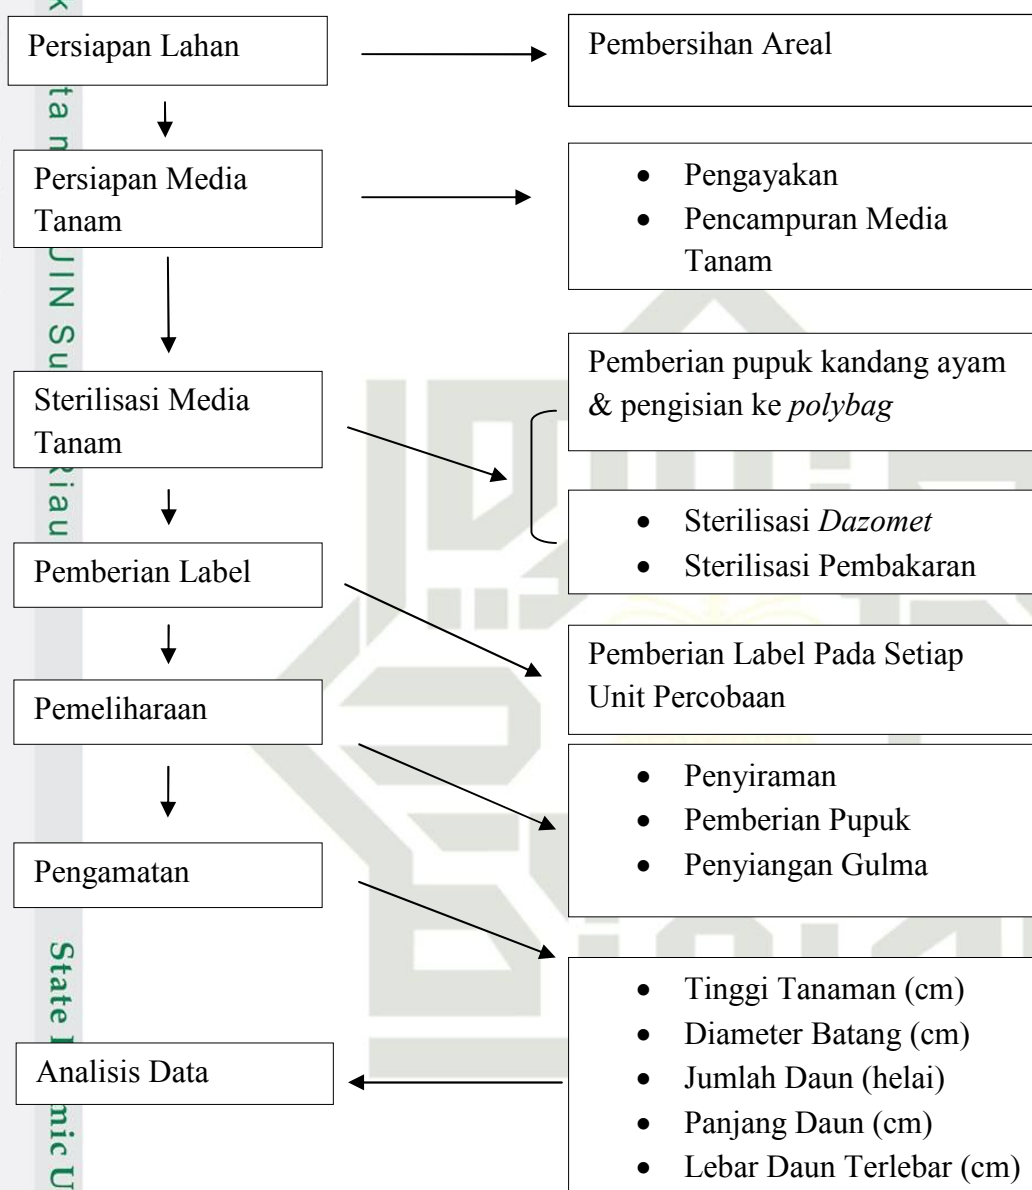 Persiapan Lahan
Pembersihan Areal
Persiapan Media
Tanam
• Pengayakan
• Pencampuran Media
Tanam
Sterilisasi Media
Tanam
Pemberian pupuk kandang ayam
& pengisian ke polybag
• Sterilisasi Dazomet
• Sterilisasi Pembakaran
Pemberian Label
Pemberian Label Pada Setiap
Unit Percobaan
Pemeliharaan
• Penyiraman
• Pemberian Pupuk
• Penyiangan Gulma
Pengamatan
• Tinggi Tanaman (cm)
• Diameter Batang (cm)
• Jumlah Daun (helai)
• Panjang Daun (cm)
• Lebar Daun Terlebar (cm)
Analisis Data
State